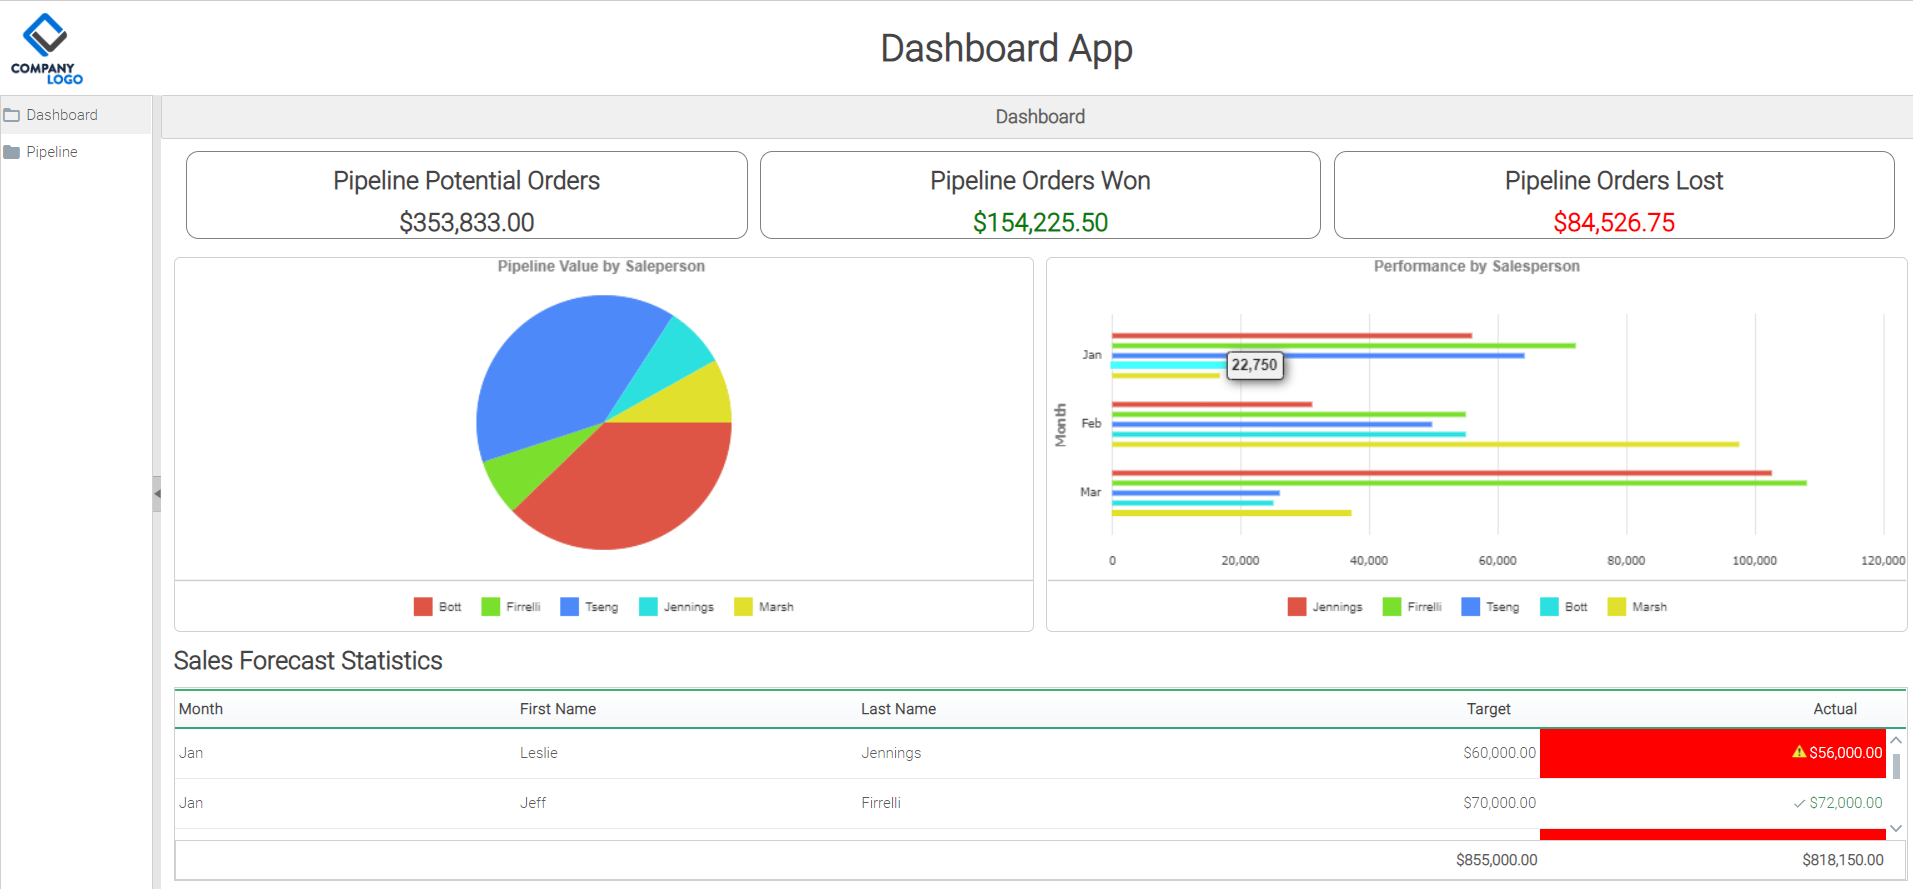 COMPANY
LOGO
Dashboard App
Dashboard
Pipeline
Dashboard
Pipeline Potential Orders
$353,833.00
Pipeline Orders Won
$154,225.50
Pipeline Orders Lost
$84,526.75
Pipeline Value by Saleperson
Bott Firrelli Tseng Jennings Marsh
Performance by Salesperson
Month
Jan
22,750
Feb
Mar
0 20,000 40,000 60,000 80,000 100,000 120,000
Jennings Firrelli Tseng Bott Marsh
Sales Forecast Statistics
Month First Name Last Name Target Actual
Jan Leslie Jennings $60,000.00 $56,000.00
Jan Jeff Firrelli $70,000.00 $72,000.00
$855,000.00 $818,150.00